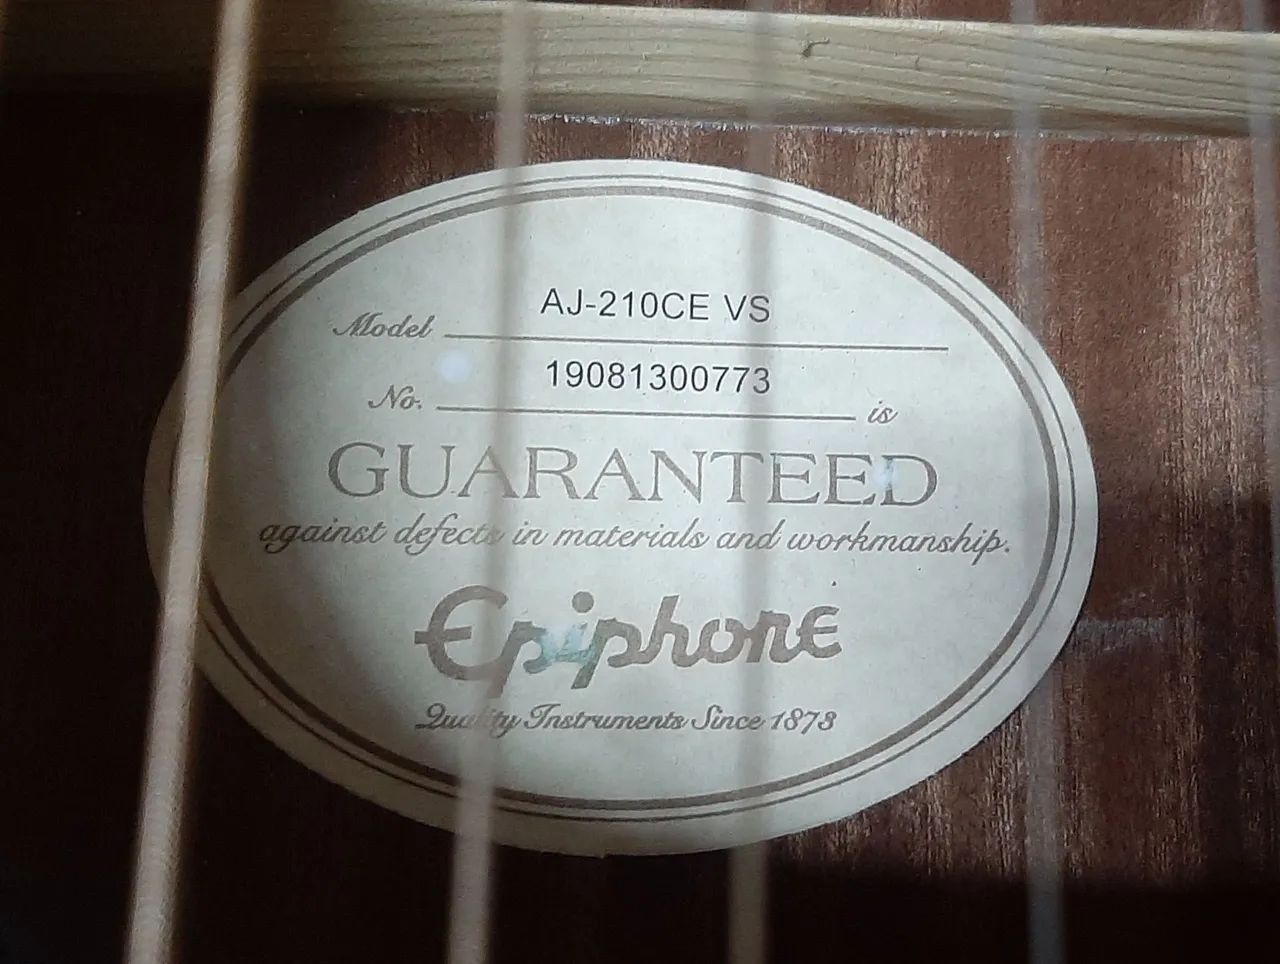 Model AJ-210CE VS
No. 19081300773 is
GUARANTEED
against defects in materials and workmanship.
Epiphone
Quality Instruments Since 1873